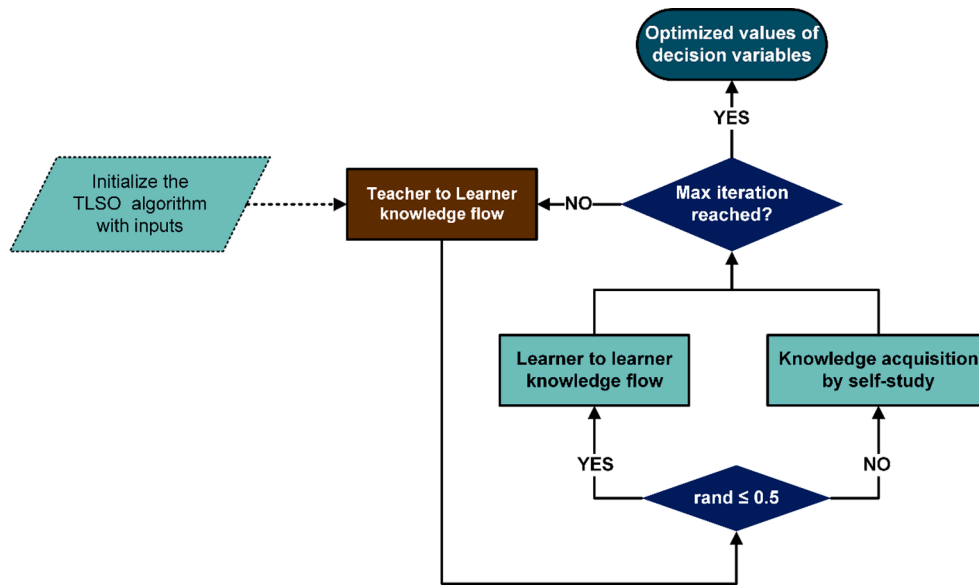 Optimized values of
decision variables
YES
Initialize the
TLSO algorithm
with inputs
Teacher to Learner
knowledge flow
NO
Max iteration
reached?
Learner to learner
knowledge flow
Knowledge acquisition
by self-study
YES
NO
rand ≤ 0.5